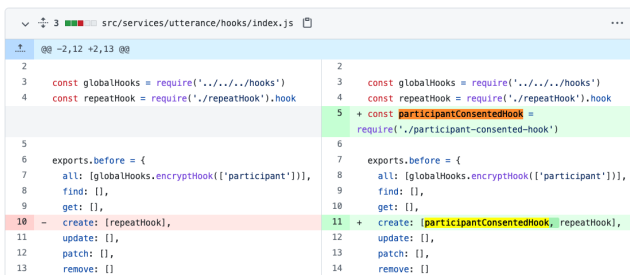 3 src/services/utterance/hooks/index.js
@@ -2,12 +2,13 @@
2
3 const globalHooks = require('../../../hooks')
4 const repeatHook = require('./repeatHook').hook
5
6 exports.before = {
7 all: [globalHooks.encryptHook(['participant'])],
8 find: [],
9 get: [],
10 - create: [repeatHook],
11 update: [],
12 patch: [],
13 remove: []
2
3 const globalHooks = require('../../../hooks')
4 const repeatHook = require('./repeatHook').hook
5 + const participantConsentedHook =
require('./participant-consented-hook')
6
7 exports.before = {
8 all: [globalHooks.encryptHook(['participant'])],
9 find: [],
10 get: [],
11 + create: [participantConsentedHook, repeatHook],
12 update: [],
13 patch: [],
14 remove: []